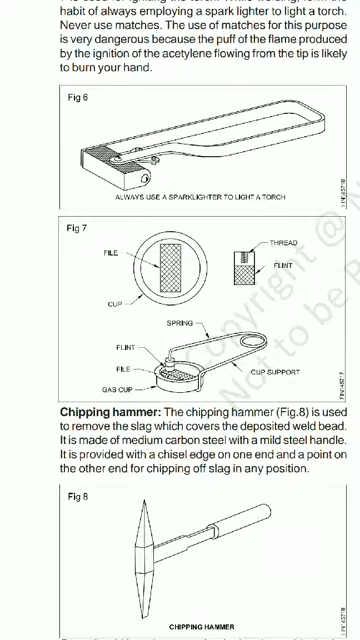 habit of always employing a spark lighter to light a torch.
Never use matches. The use of matches for this purpose
is very dangerous because the puff of the flame produced
by the ignition of the acetylene flowing from the tip is likely
to burn your hand.
Fig 6
ALWAYS USE A SPARKLIGHTER TO LIGHT A TORCH
Fig 7
FILE
CUP
THREAD
FLINT
SPRING
FLINT
FILE
GAS CUP
CUP SUPPORT
Copyright @ N
Not to be R
Chipping hammer: The chipping hammer (Fig.8) is used
to remove the slag which covers the deposited weld bead.
It is made of medium carbon steel with a mild steel handle.
It is provided with a chisel edge on one end and a point on
the other end for chipping off slag in any position.
Fig 8
CHIPPING HAMMER